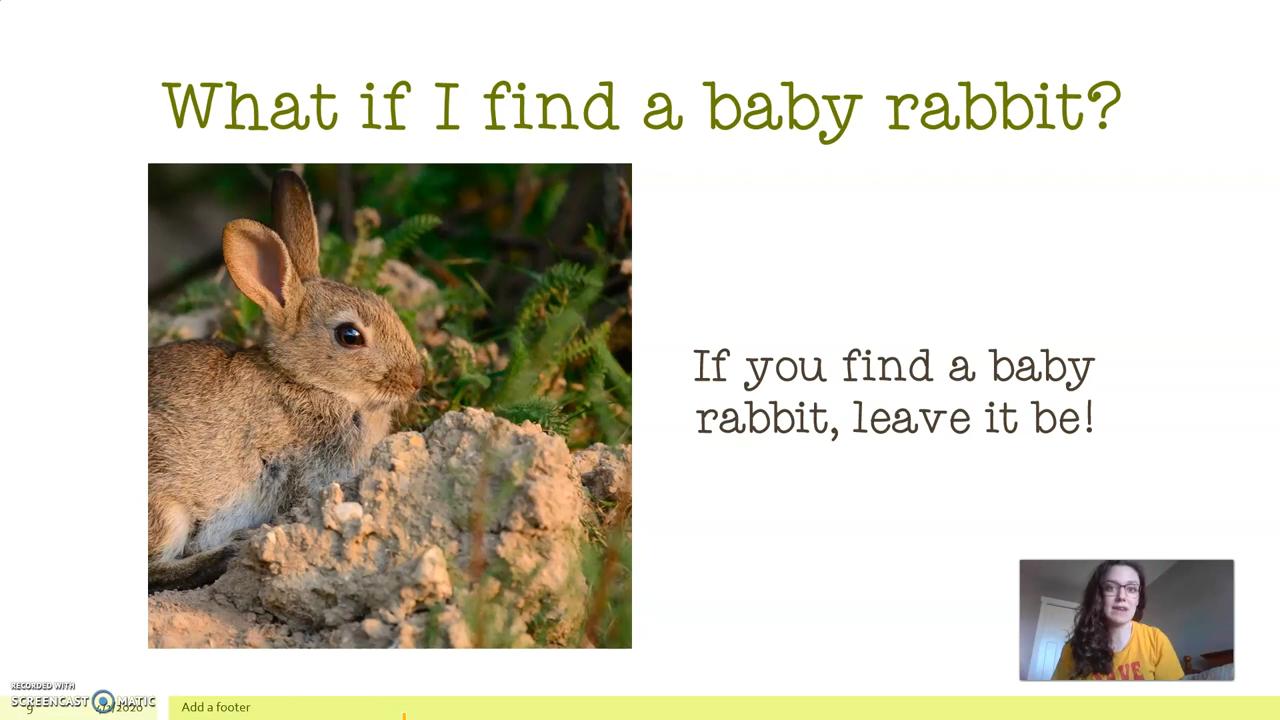 What if I find a baby rabbit?
If you find a baby
rabbit, leave it be!
RECORDED WITH
SCREENCAST MATIC
Add a footer